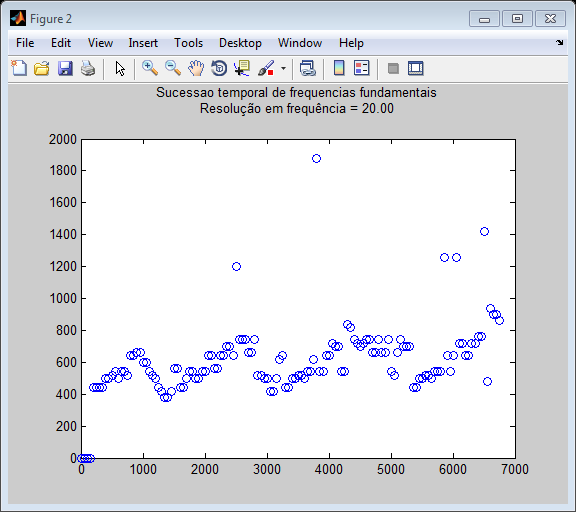 Figure 2
File Edit View Insert Tools Desktop Window Help
Sucessao temporal de frequencias fundamentais
Resolução em frequência = 20.00
2000
1800
1600
1400
1200
1000
800
600
400
200
0
0 1000 2000 3000 4000 5000 6000 7000